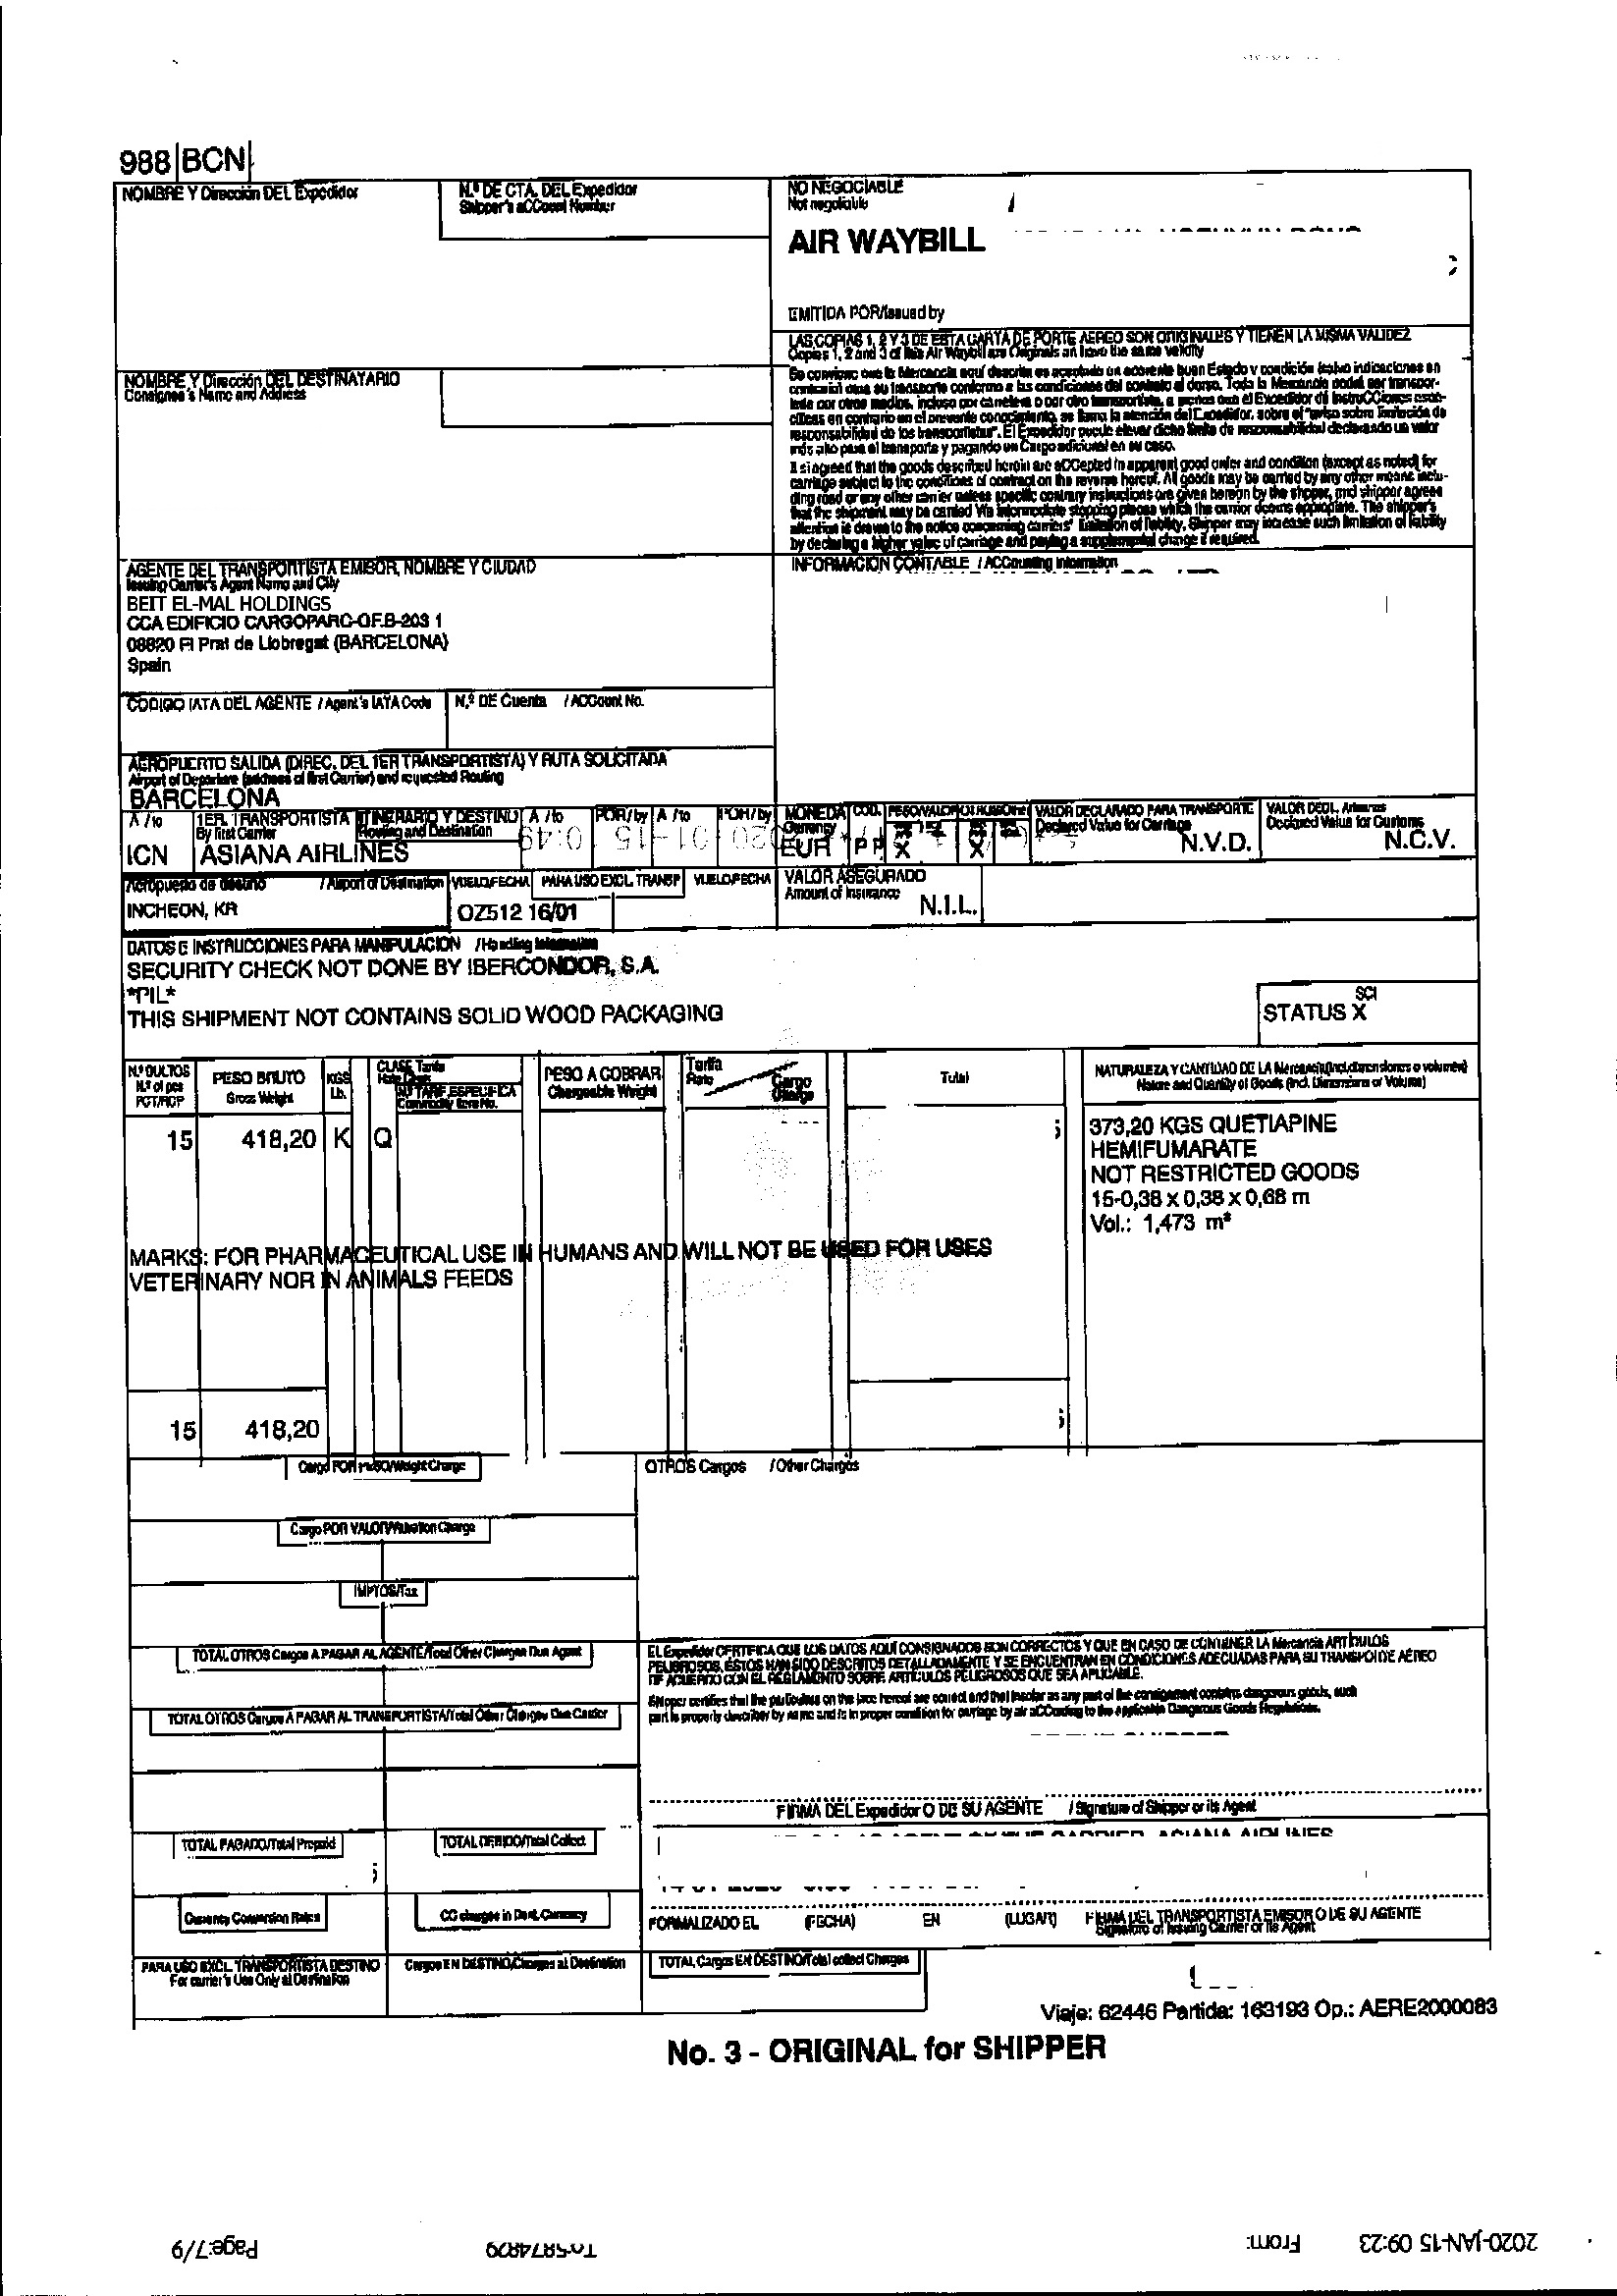 988 BCN
NOMBRE Y Dirección DEL Expedidor
N.º DE CTA. DEL Expedidor
Shipper's aCCount Number
NO NEGOCIABLE
Not negotiable
AIR WAYBILL
EMITIDA POR/Issued by
LAS COPIAS 1, 2 Y 3 DE ESTA CARTA DE PORTE AEREO SON ORIGINALES Y TIENEN LA MISMA VALIDEZ
Copies 1, 2 and 3 of this Air Waybill are Originals an have the same validity
NOMBRE Y Dirección DEL DESTINATARIO
Consignee's Name and Address
Se conviene que la Mercancía aquí descrita es aceptada en aparente buen Estado y condición (salvo indicaciones en
contrario) para su transporte conforme a las condiciones del contrato al dorso. Toda la Mercancía podrá ser transpor-
tada por otros medios, incluso por carretera o por otro transportista, a menos que el Expedidor dé InstruCCiones espe-
cíficas en contrario en el presente conocimiento, se llama la atención del Expedidor, sobre el "aviso sobre limitación de
responsabilidad de los transportistas". El Expedidor puede elevar dicho límite de responsabilidad declarando un valor
más alto para el transporte y pagando un Cargo adicional en su caso.
It si agreed that the goods described herein are aCCepted in apparent good order and condition (except as noted) for
carriage subject to the conditions of contract on the reverse hereof. All goods may be carried by any other means inclu-
ding road or any other carrier unless specific contrary instructions are given hereon by the shpper, and shipper agrees
that the shipment may be carried Via intermediate stopping places which the carrier deems appropriate. The shipper's
attention is drawn to the notice concerning carriers' limitation of liability. Shipper may increase such limitation of liability
by declaring a higher value of carriage and paying a supplemental charge if required.
AGENTE DEL TRANSPORTISTA EMISOR, NOMBRE Y CIUDAD
Issuing Carrier's Agent Name and City
INFORMACION CONTABLE / ACCounting information
BEIT EL-MAL HOLDINGS
CCA EDIFICIO CARGOPARC-OF.B-203 1
08820 El Prat de Llobregat (BARCELONA)
Spain
CODIGO IATA DEL AGENTE / Agent's IATA Code
N.º DE Cuenta / ACCount No.
AEROPUERTO SALIDA (DIREC. DEL 1ER TRANSPORTISTA) Y RUTA SOLICITADA
Airport of Departure (address of first Carrier) and requested Routing
BARCELONA
A / to
1ER. TRANSPORTISTA
By first Carrier
ITINERARIO Y DESTINO
Routing and Destination
A / to
POR/by
A / to
POR/by
MONEDA
Currency
COD.
VALOR DECLARADO PARA TRANSPORTE
Declared Value for Carriage
VALOR DECL. Aduanas
Declared Value for Customs
ICN
ASIANA AIRLINES
EUR
PP
X
X
N.V.D.
N.C.V.
Aeropuerto de destino / Airport of Destination
VUELO/FECHA
PARA USO EXCL. TRANSP
VUELO/FECHA
VALOR ASEGURADO
Amount of Insurance
INCHEON, KR
OZ512 16/01
N.I.L.
DATOS E INSTRUCCIONES PARA MANIPULACION / Handling Information
SECURITY CHECK NOT DONE BY IBERCONDOR, S.A.
*PIL*
THIS SHIPMENT NOT CONTAINS SOLID WOOD PACKAGING
SCI
STATUS X
N.º BULTOS
N.º of pcs
PCT/RCP
PESO BRUTO
Gross Weight
KGS
Lb.
CLASE Tarifa
Rate Class
Nº TARIF. ESPECIFICA
Commodity Item No.
PESO A COBRAR
Chargeable Weight
Tarifa
Rate
Cargo
Charge
Total
NATURALEZA Y CANTIDAD DE LA Mercancía (Incl. dimensiones o volumen)
Nature and Quantity of Goods (Incl. Dimensions or Volume)
15
418,20
K
Q
373,20 KGS QUETIAPINE
HEMIFUMARATE
NOT RESTRICTED GOODS
15-0,38 x 0,38 x 0,68 m
Vol.: 1,473 m³
MARKS: FOR PHARMACEUTICAL USE IN HUMANS AND WILL NOT BE USED FOR USES
VETERINARY NOR IN ANIMALS FEEDS
15
418,20
Cargo POR PESO/Weight Charge
OTROS Cargos / Other Charges
Cargo POR VALOR/Valuation Charge
IMPTOS/Tax
TOTAL OTROS Cargos A PAGAR AL AGENTE/Total Other Charges Due Agent
EL Expedidor CERTIFICA QUE LOS DATOS AQUÍ CONSIGNADOS SON CORRECTOS Y QUE EN CASO DE CONTENER LA Mercancía ARTÍCULOS
PELIGROSOS, ÉSTOS HAN SIDO DESCRITOS DETALLADAMENTE Y SE ENCUENTRAN EN CONDICIONES ADECUADAS PARA SU TRANSPORTE AÉREO
DE ACUERDO CON EL REGLAMENTO SOBRE ARTÍCULOS PELIGROSOS QUE SEA APLICABLE.
Shipper certifies that the particulars on the face hereof are correct and that insofar as any part of the consignment contains dangerous goods, such
part is properly describer by name and is in proper condition for carriage by air aCCording to the applicable Dangerous Goods Regulations.
TOTAL OTROS Cargos A PAGAR AL TRANSPORTISTA/Total Other Charges Due Carrier
FIRMA DEL Expedidor O DE SU AGENTE / Signature of Shipper or its Agent
TOTAL PAGADO/Total Prepaid
TOTAL DEBIDO/Total Collect
Currency Conversion Rates
CC charges in Dest. Currency
FORMALIZADO EL (FECHA) EN (LUGAR)
FIRMA DEL TRANSPORTISTA EMISOR O DE SU AGENTE
Signature of Issuing Carrier or its Agent
PARA USO EXCL. TRANSPORTISTA DESTINO
For carrier's Use Only at Destination
Cargos EN DESTINO/Charges at Destination
TOTAL Cargos EN DESTINO/Total collect Charges
Viaje: 62446 Partida: 163193 Op.: AERE2000083
No. 3 - ORIGINAL for SHIPPER
2020-JAN-15 09:23
From:
To:5874829
Page:7/9